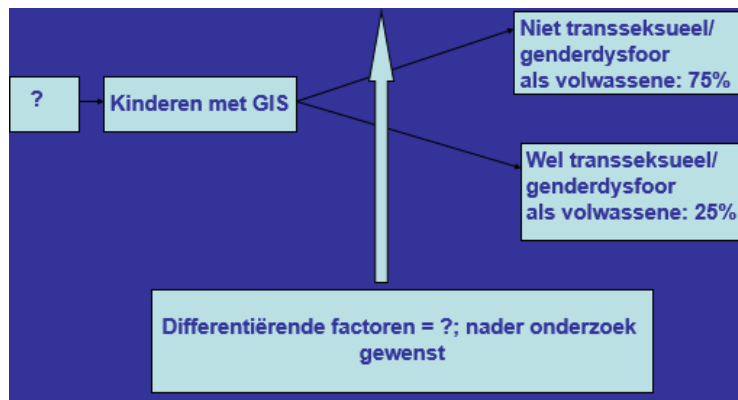 ?
Kinderen met GIS
Niet transseksueel/
genderdysfoor
als volwassene: 75%
Wel transseksueel/
genderdysfoor
als volwassene: 25%
Differentiërende factoren = ?; nader onderzoek
gewenst